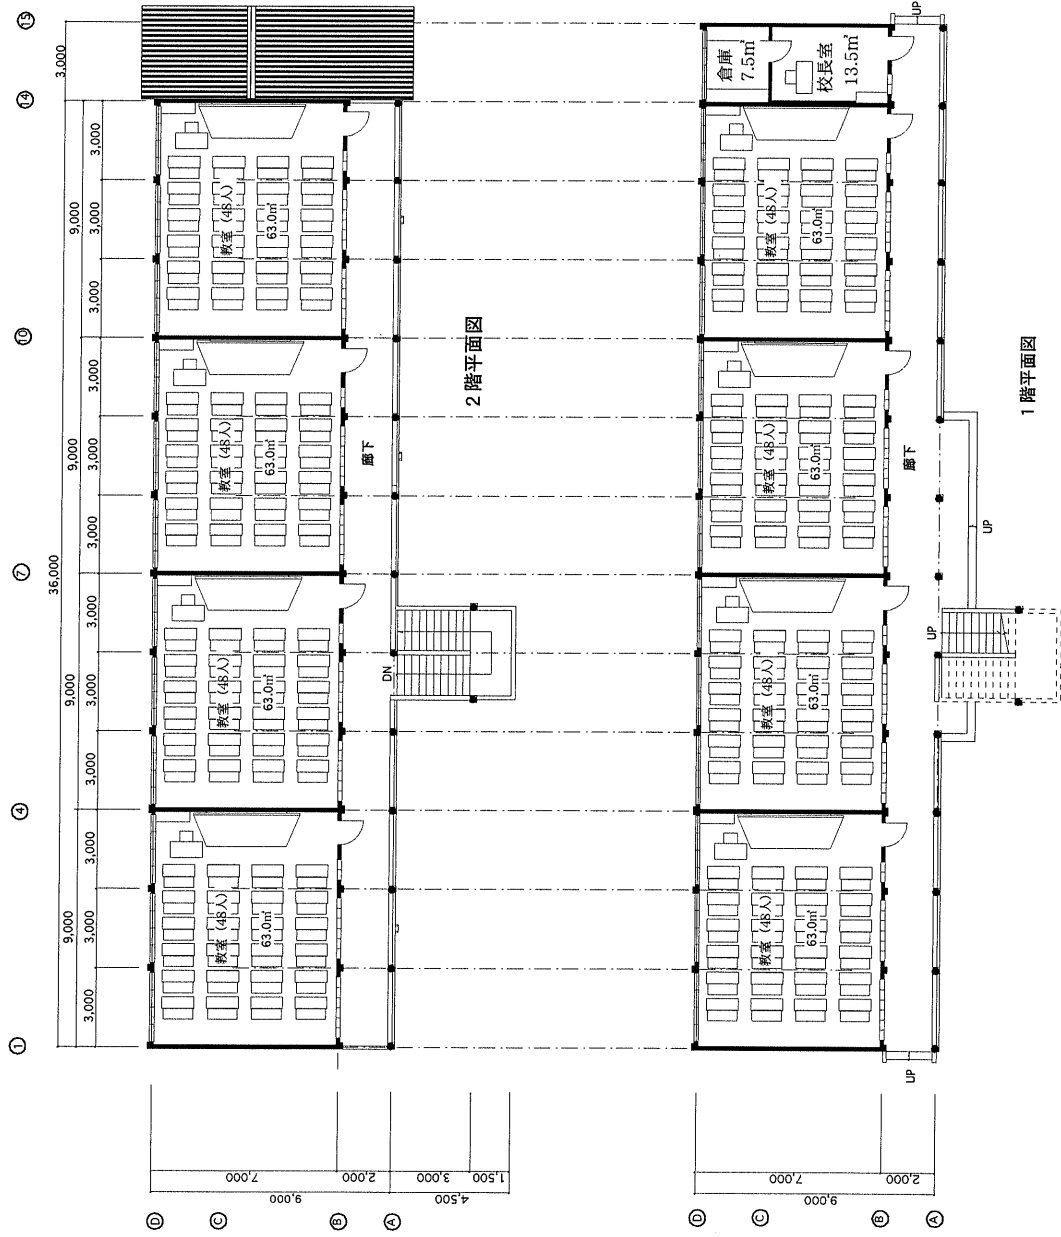 ① ④ ⑦ ⑩ ⑭ ⑮
36,000 3,000
9,000 9,000 9,000 9,000
3,000 3,000 3,000 3,000 3,000 3,000 3,000 3,000 3,000 3,000 3,000 3,000
Ⓓ
Ⓒ
Ⓑ
Ⓐ
7,000
2,000
9,000
3,000
1,500
4,500
教室 (48人)
63.0㎡
教室 (48人)
63.0㎡
教室 (48人)
63.0㎡
教室 (48人)
63.0㎡
廊下
DN
2階平面図
Ⓓ
Ⓒ
Ⓑ
Ⓐ
7,000
2,000
9,000
教室 (48人)
63.0㎡
教室 (48人)
63.0㎡
教室 (48人)
63.0㎡
教室 (48人)
63.0㎡
倉庫
7.5㎡
校長室
13.5㎡
廊下
UP
UP
UP
UP
1階平面図